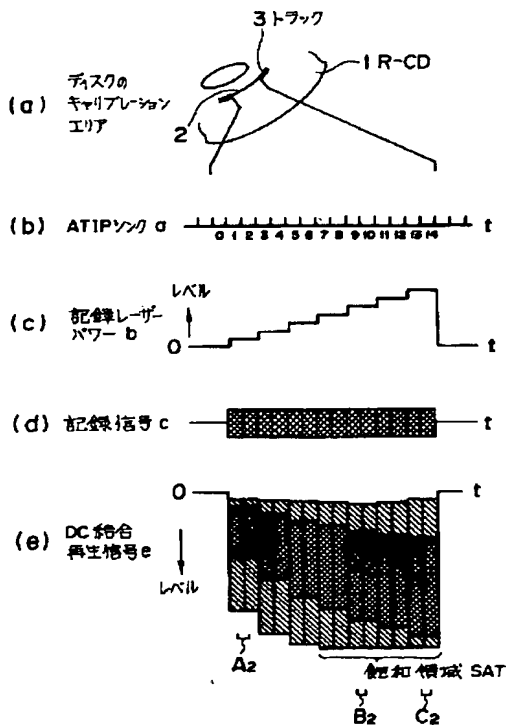 3 トラック
1 R-CD
(a) ディスクの
キャリブレーション
エリア
2
(b) ATIPシンク a
0 1 2 3 4 5 6 7 8 9 10 11 12 13 14
t
レベル
(c) 記録レーザー
パワー b
0
t
(d) 記録信号 c
t
0
t
(e) DC結合
再生信号 e
レベル
飽和領域 SAT
A2
B2
C2